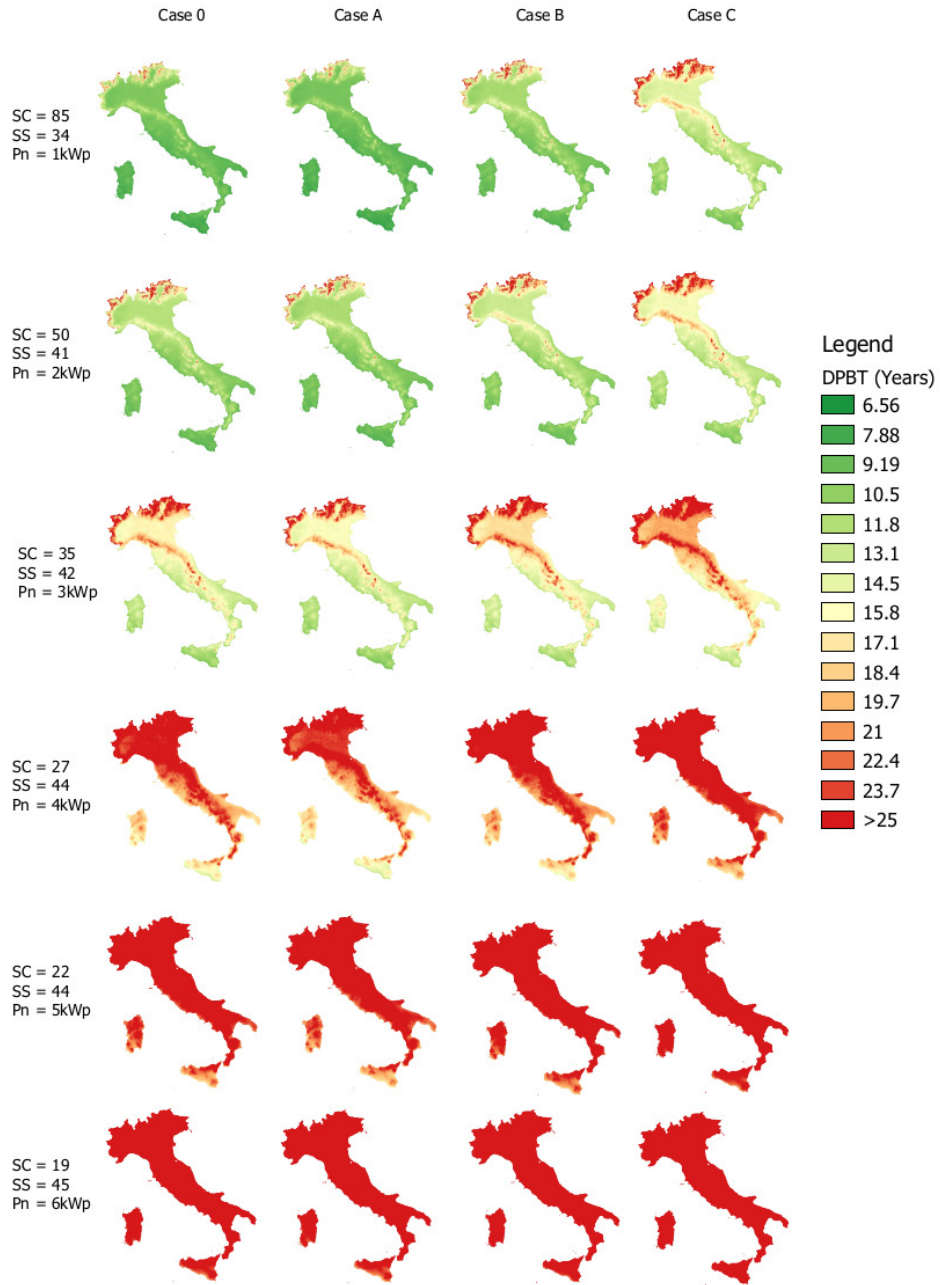 Case 0
Case A
Case B
Case C
SC = 85
SS = 34
Pn = 1kWp
SC = 50
SS = 41
Pn = 2kWp
SC = 35
SS = 42
Pn = 3kWp
SC = 27
SS = 44
Pn = 4kWp
SC = 22
SS = 44
Pn = 5kWp
SC = 19
SS = 45
Pn = 6kWp
Legend
DPBT (Years)
6.56
7.88
9.19
10.5
11.8
13.1
14.5
15.8
17.1
18.4
19.7
21
22.4
23.7
>25